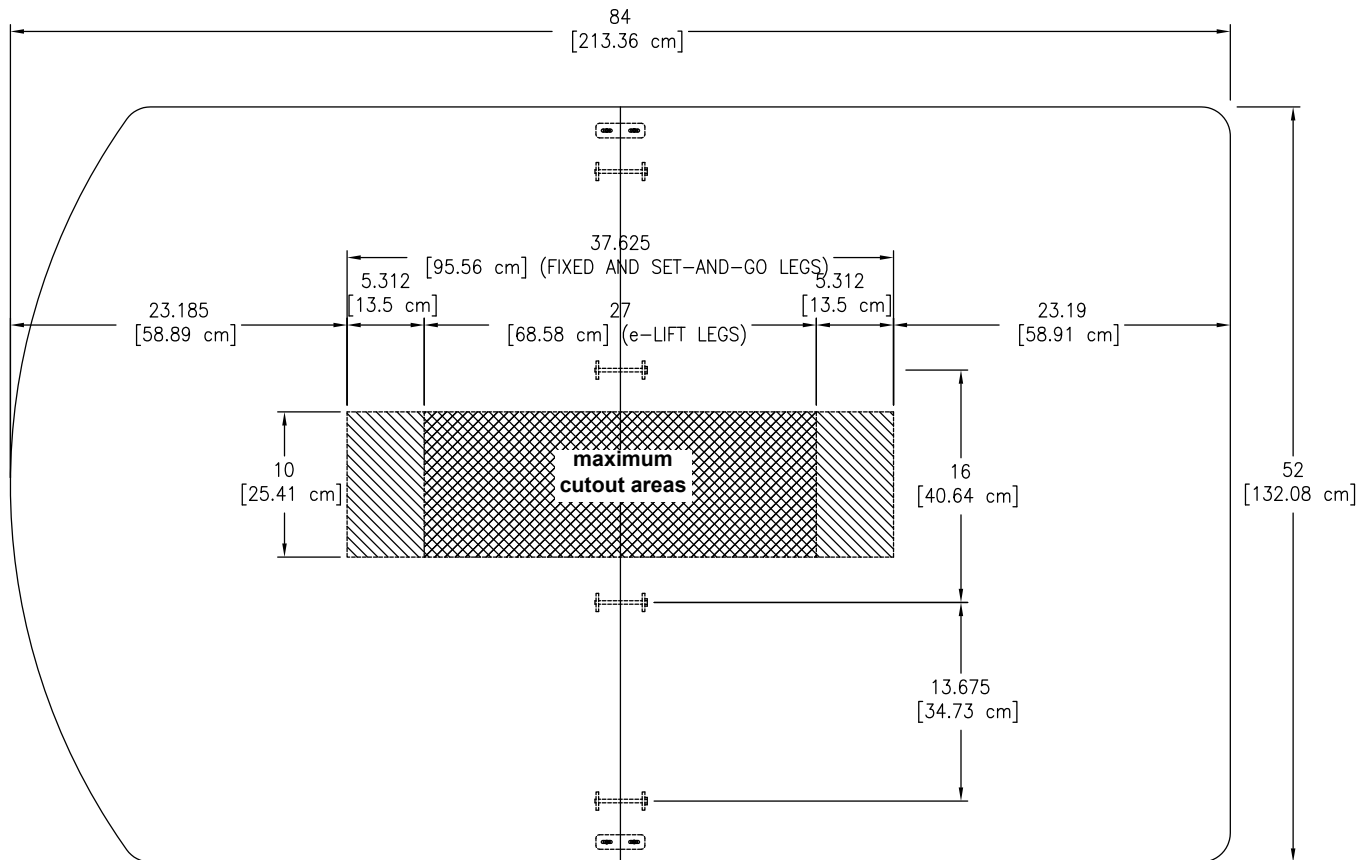 84
[213.36 cm]
37.625
[95.56 cm] (FIXED AND SET-AND-GO LEGS)
5.312
[13.5 cm]
5.312
[13.5 cm]
23.185
[58.89 cm]
27
[68.58 cm] (e-LIFT LEGS)
23.19
[58.91 cm]
10
[25.41 cm]
maximum
cutout areas
16
[40.64 cm]
52
[132.08 cm]
13.675
[34.73 cm]